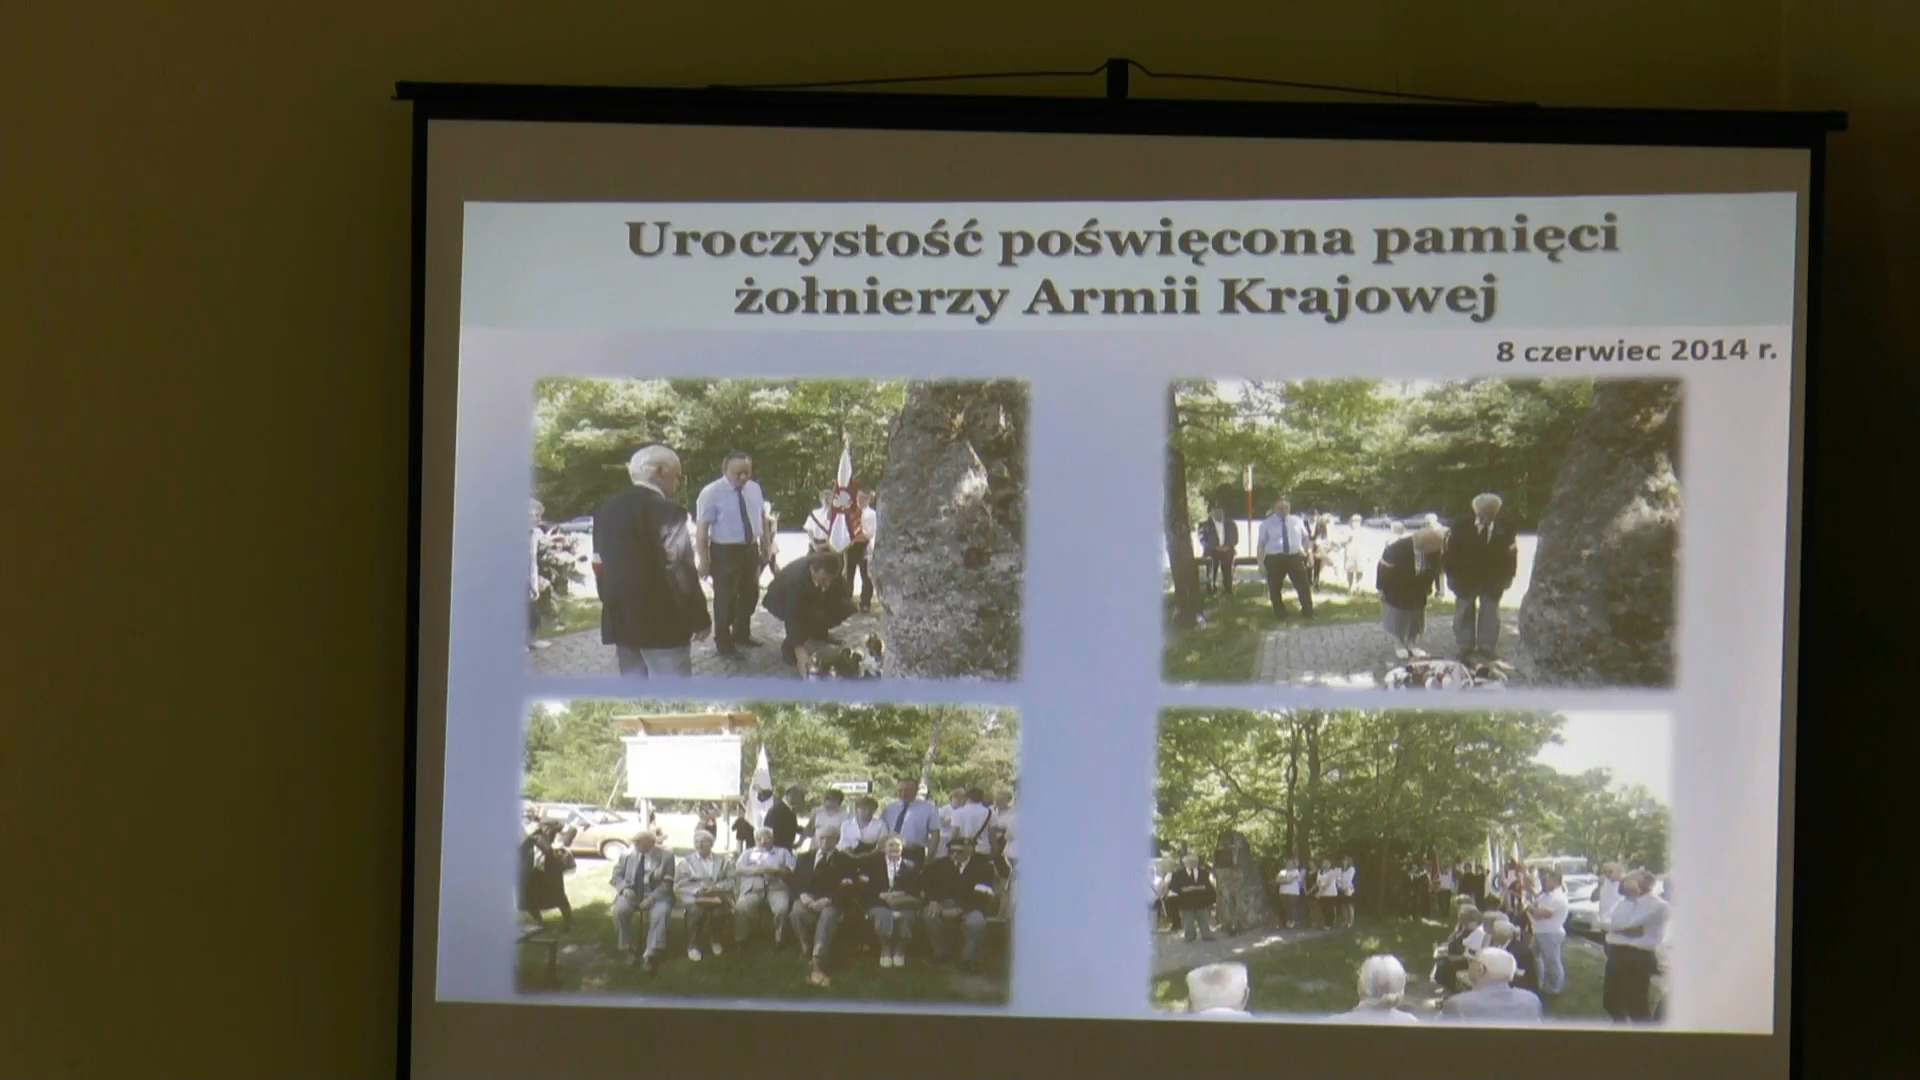 Uroczystość poświęcona pamięci
żołnierzy Armii Krajowej
8 czerwiec 2014 r.